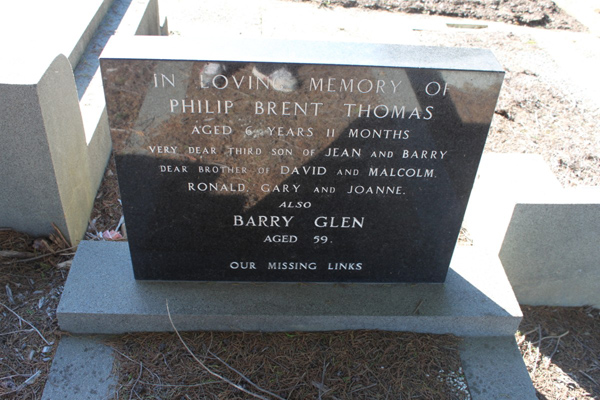 IN LOVING MEMORY OF
PHILIP BRENT THOMAS
AGED 6 YEARS 11 MONTHS
VERY DEAR THIRD SON OF JEAN AND BARRY
DEAR BROTHER OF DAVID AND MALCOLM,
RONALD, GARY AND JOANNE.
ALSO
BARRY GLEN
AGED 59.
OUR MISSING LINKS